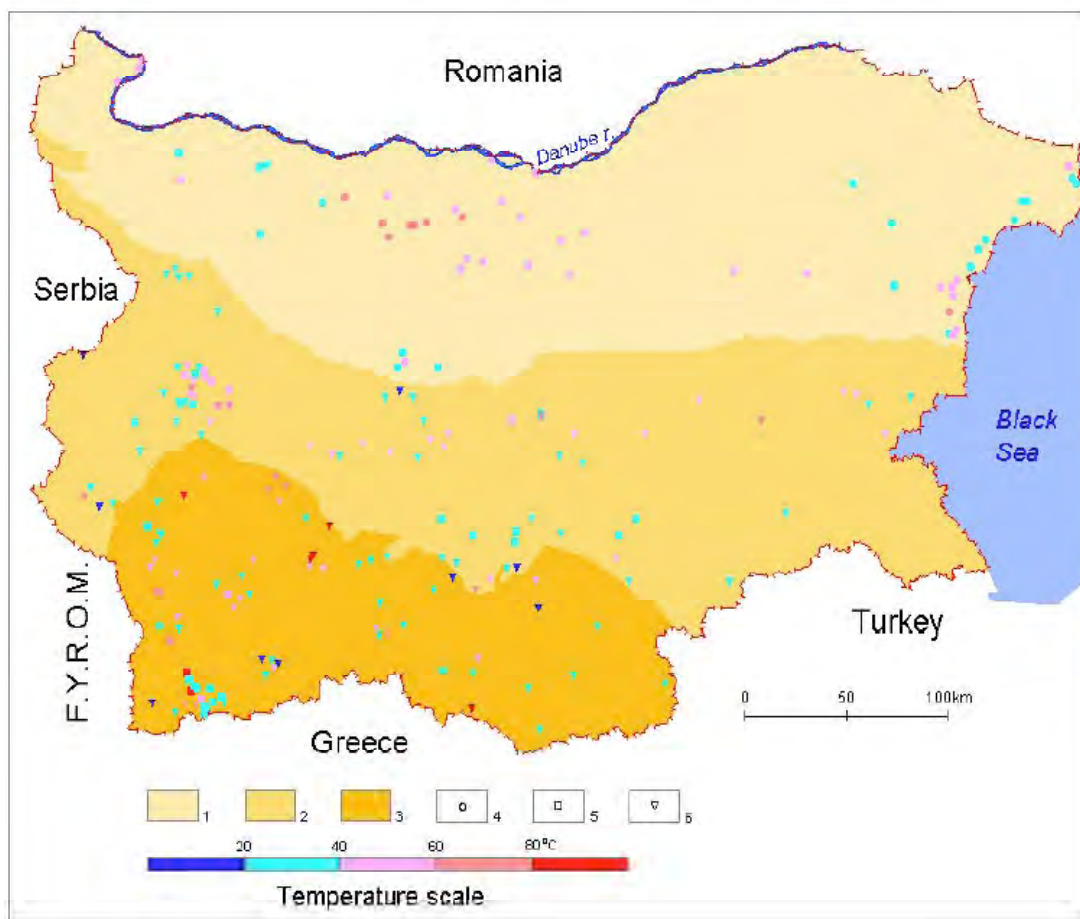 Romania
Danube r.
Serbia
Black
Sea
F.Y.R.O.M.
Turkey
0 50 100km
Greece
1 2 3 4 5 6
20 40 60 80°C
Temperature scale